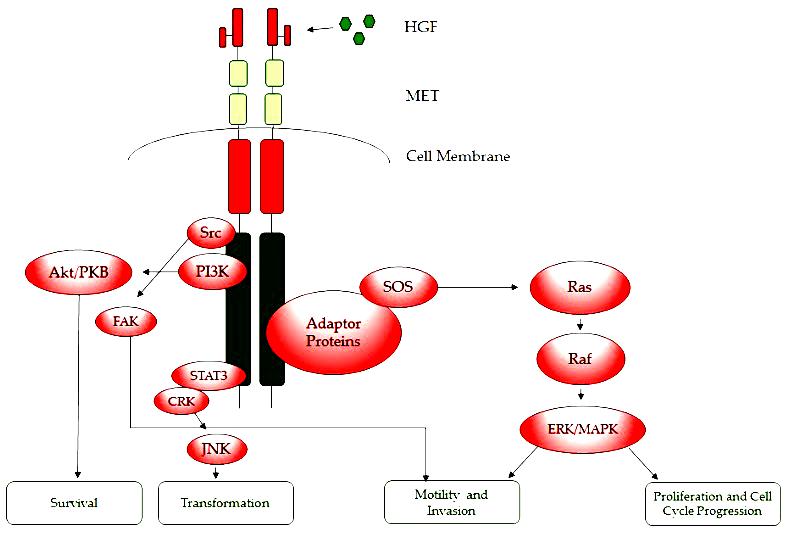 HGF
MET
Cell Membrane
Src
Akt/PKB
PI3K
SOS
Ras
FAK
Adaptor
Proteins
Raf
STAT3
CRK
ERK/MAPK
JNK
Survival
Transformation
Motility and
Invasion
Proliferation and Cell
Cycle Progression